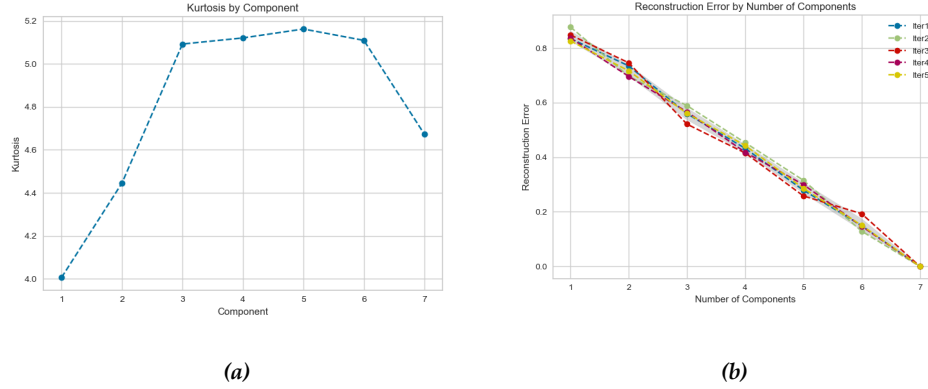 Kurtosis by Component
5.2
5.0
4.8
4.6
4.4
4.2
4.0
Kurtosis
1 2 3 4 5 6 7
Component
(a)
Reconstruction Error by Number of Components
0.8
0.6
0.4
0.2
0.0
Reconstruction Error
1 2 3 4 5 6 7
Number of Components
Iter1
Iter2
Iter3
Iter4
Iter5
(b)